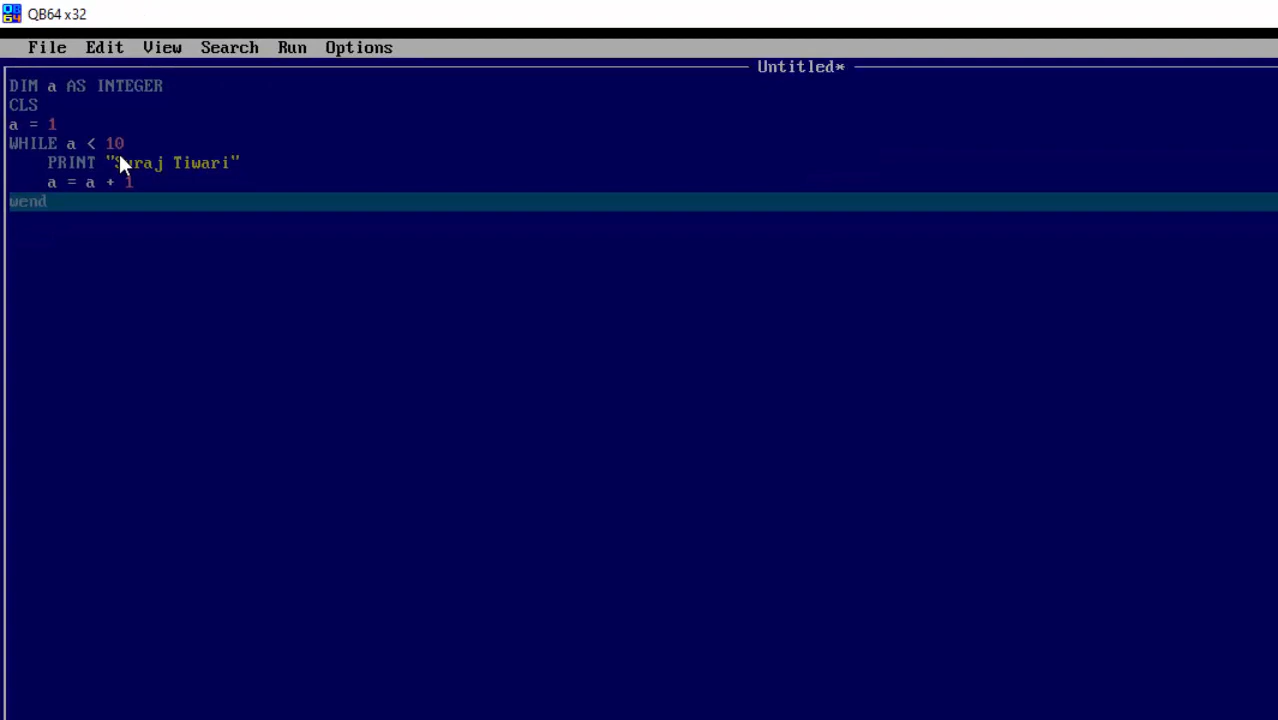 QB64 x32
File Edit View Search Run Options
Untitled*
DIM a AS INTEGER
CLS
a = 1
WHILE a < 10
PRINT "Suraj Tiwari"
a = a + 1
wend